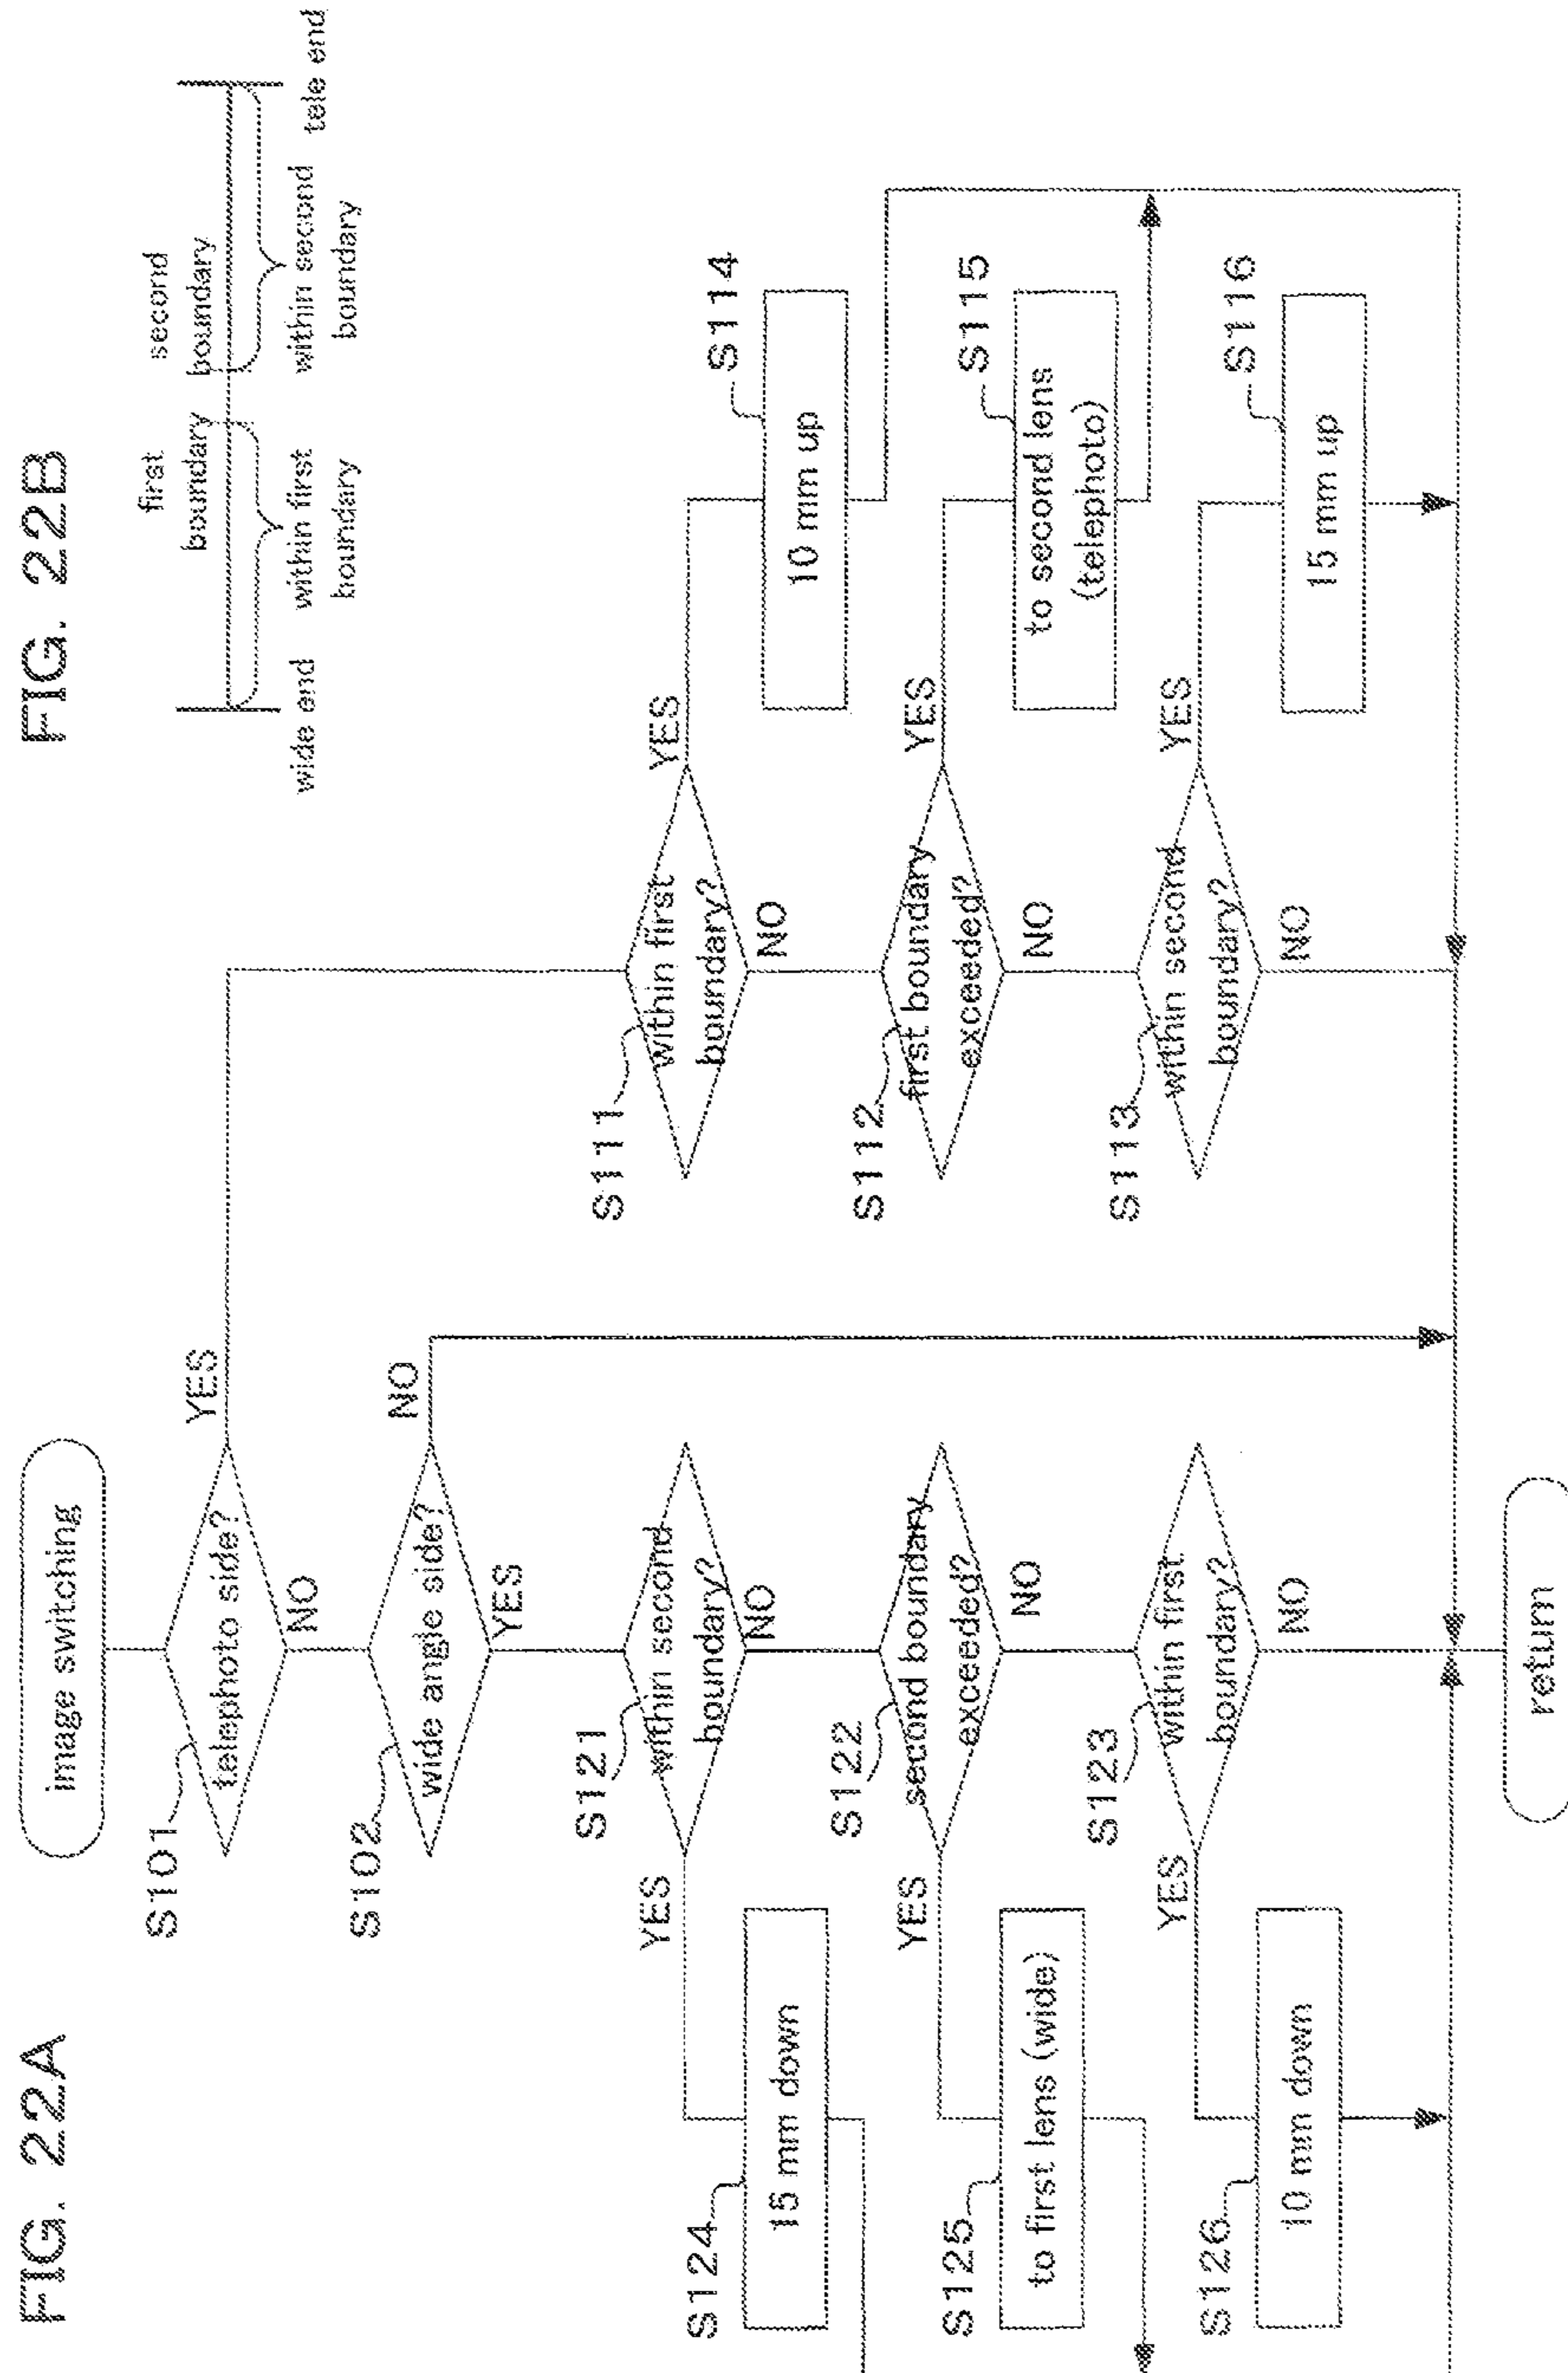 FIG. 22A
image switching
S101
telephoto side?
YES
NO
S102
wide angle side?
NO
YES
S121
within second
boundary?
YES
NO
S124
15 mm down
S122
second boundary
exceeded?
YES
NO
S125
to first lens (wide)
S123
within first
boundary?
YES
NO
S126
10 mm down
return
S111
within first
boundary?
YES
NO
S114
10 mm up
S112
first boundary
exceeded?
YES
NO
S115
to second lens
(telephoto)
S113
within second
boundary?
YES
NO
S116
15 mm up
FIG. 22B
first
boundary
second
boundary
wide end
within first
boundary
within second
boundary
tele end